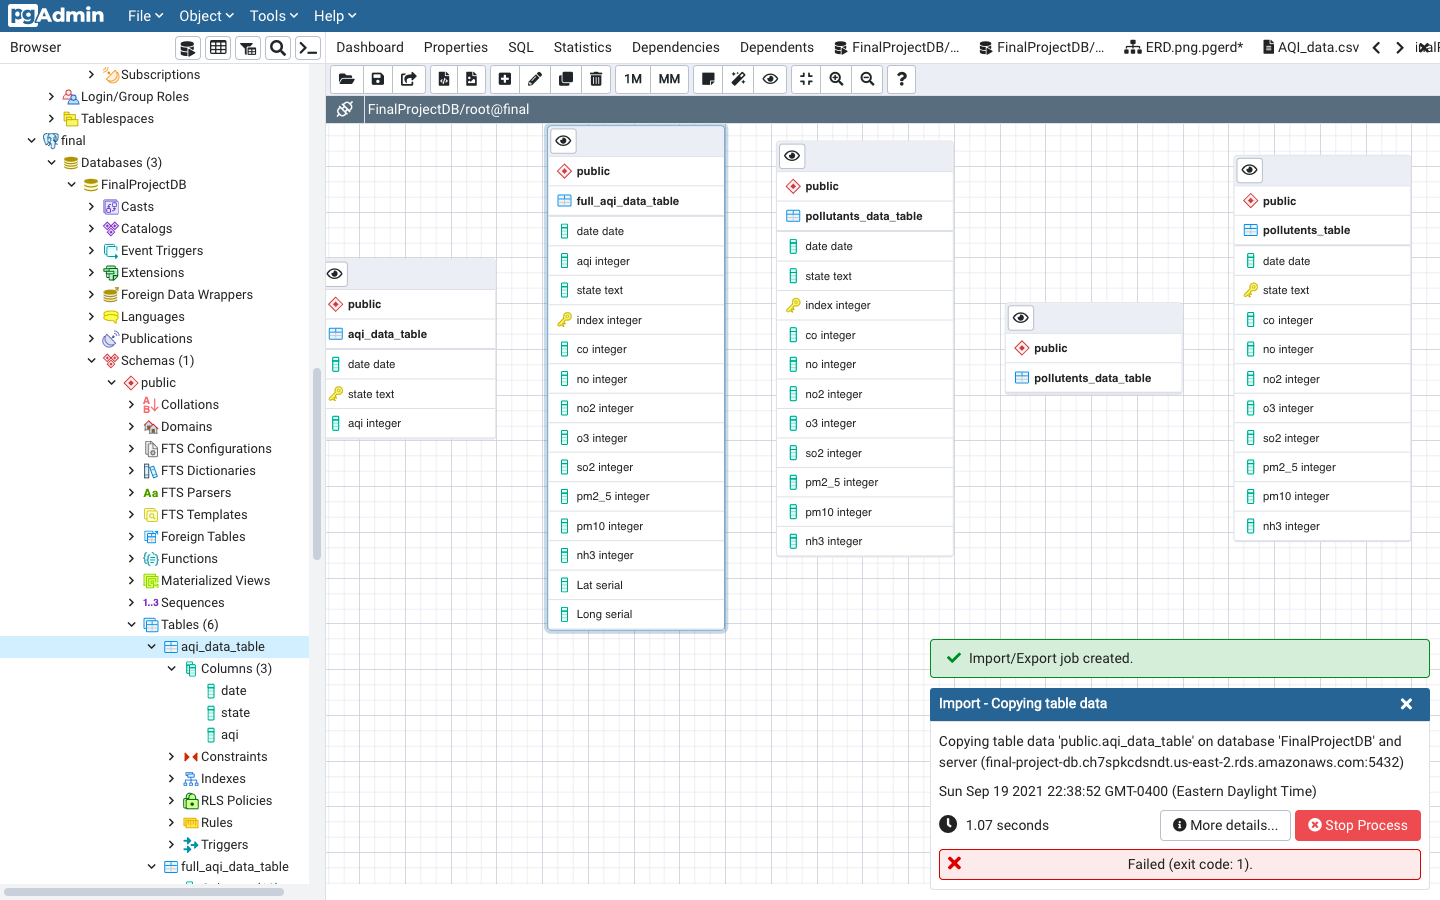 pgAdmin File Object Tools Help
Browser
Dashboard Properties SQL Statistics Dependencies Dependents FinalProjectDB/... FinalProjectDB/... ERD.png.pgerd* AQI_data.csv
1M MM ?
FinalProjectDB/root@final
Subscriptions
Login/Group Roles
Tablespaces
final
Databases (3)
FinalProjectDB
Casts
Catalogs
Event Triggers
Extensions
Foreign Data Wrappers
Languages
Publications
Schemas (1)
public
Collations
Domains
FTS Configurations
FTS Dictionaries
Aa FTS Parsers
FTS Templates
Foreign Tables
Functions
Materialized Views
1..3 Sequences
Tables (6)
aqi_data_table
Columns (3)
date
state
aqi
Constraints
Indexes
RLS Policies
Rules
Triggers
full_aqi_data_table
public
aqi_data_table
date date
state text
aqi integer
public
full_aqi_data_table
date date
aqi integer
state text
index integer
co integer
no integer
no2 integer
o3 integer
so2 integer
pm2_5 integer
pm10 integer
nh3 integer
Lat serial
Long serial
public
pollutants_data_table
date date
state text
index integer
co integer
no integer
no2 integer
o3 integer
so2 integer
pm2_5 integer
pm10 integer
nh3 integer
public
pollutents_data_table
public
pollutents_table
date date
state text
co integer
no integer
no2 integer
o3 integer
so2 integer
pm2_5 integer
pm10 integer
nh3 integer
Import/Export job created.
Import - Copying table data
Copying table data 'public.aqi_data_table' on database 'FinalProjectDB' and
server (final-project-db.ch7spkcdsndt.us-east-2.rds.amazonaws.com:5432)
Sun Sep 19 2021 22:38:52 GMT-0400 (Eastern Daylight Time)
1.07 seconds More details... Stop Process
Failed (exit code: 1).